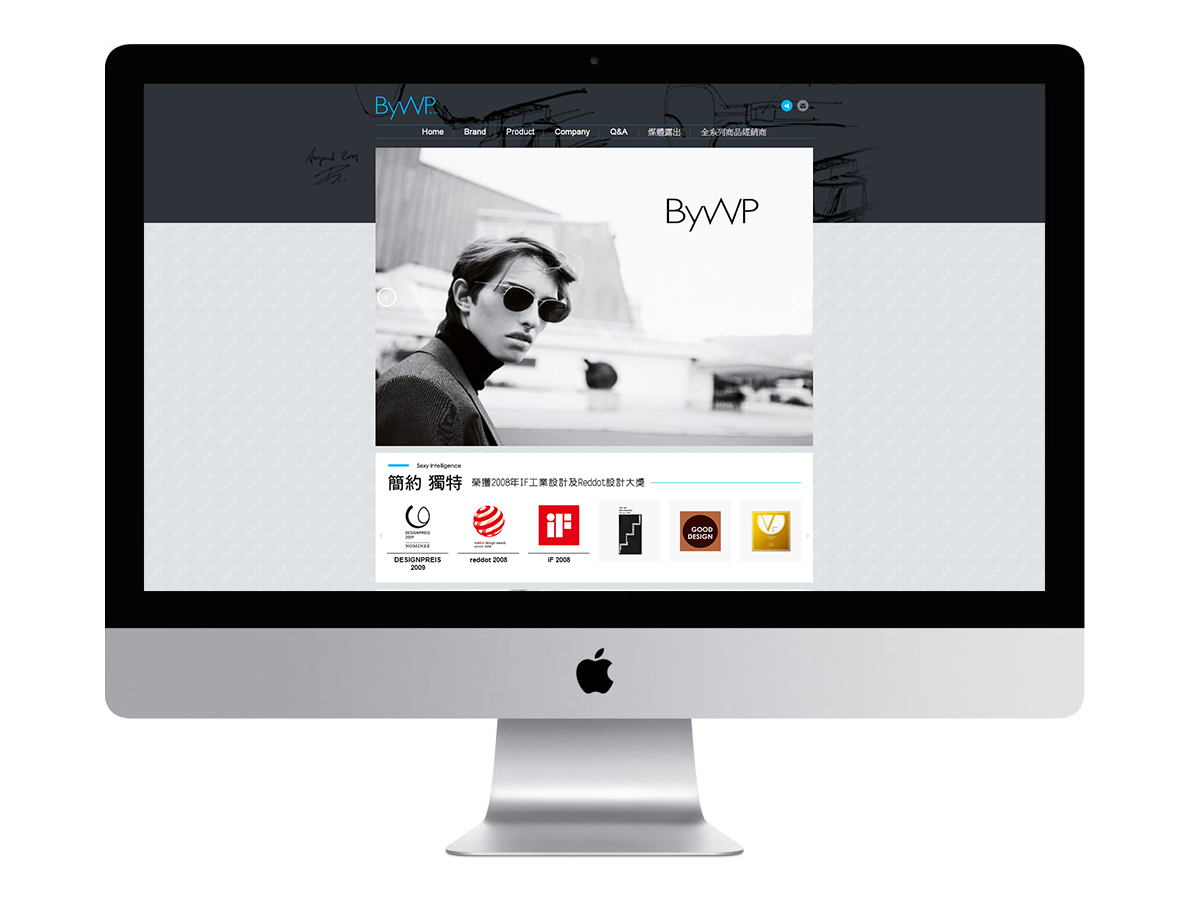 ByWP
Home Brand Product Company Q&A 媒體露出 全系列商品經銷商
August 2007
ByWP
Sexy Intelligence
簡約 獨特 榮獲2008年IF工業設計及Reddot設計大獎
DESIGNPREIS
2009
NOMINEE
reddot design award
iF
GOOD
DESIGN
DESIGNPREIS
2009
reddot 2008
iF 2008